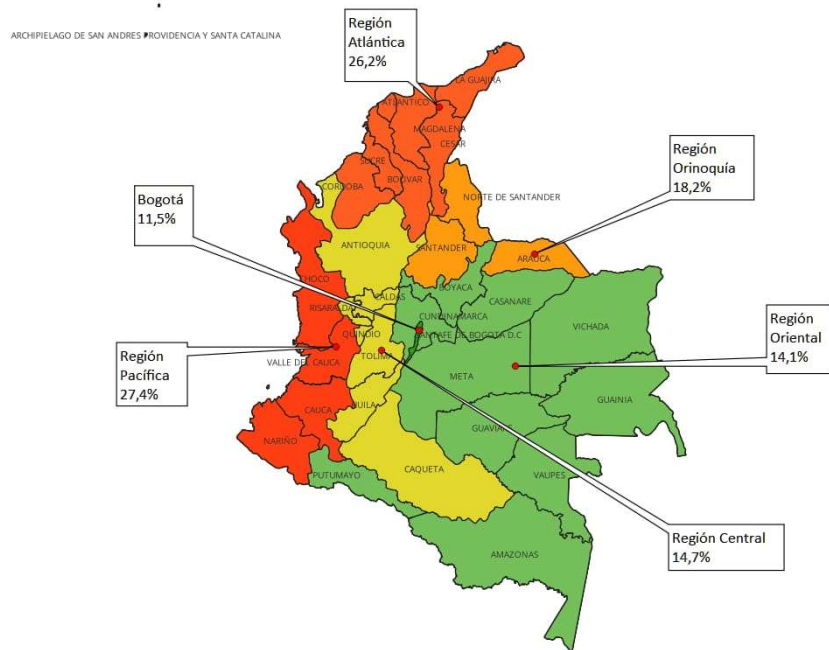 ARCHIPIELAGO DE SAN ANDRES PROVIDENCIA Y SANTA CATALINA
Región
Atlántica
26,2%
LA GUAJIRA
ATLANTICO
MAGDALENA
CESAR
SUCRE
BOLIVAR
CORDOBA
NORTE DE SANTANDER
Región
Orinoquía
18,2%
Bogotá
11,5%
ANTIOQUIA
SANTANDER
ARAUCA
CHOCO
BOYACA
CALDAS
CASANARE
RISARALDA
CUNDINAMARCA
SANTAFE DE BOGOTA D.C
VICHADA
QUINDIO
TOLIMA
Región
Oriental
14,1%
Región
Pacífica
27,4%
VALLE DEL CAUCA
META
GUAINIA
HUILA
CAUCA
GUAVIARE
NARIÑO
CAQUETA
VAUPES
PUTUMAYO
Región Central
14,7%
AMAZONAS